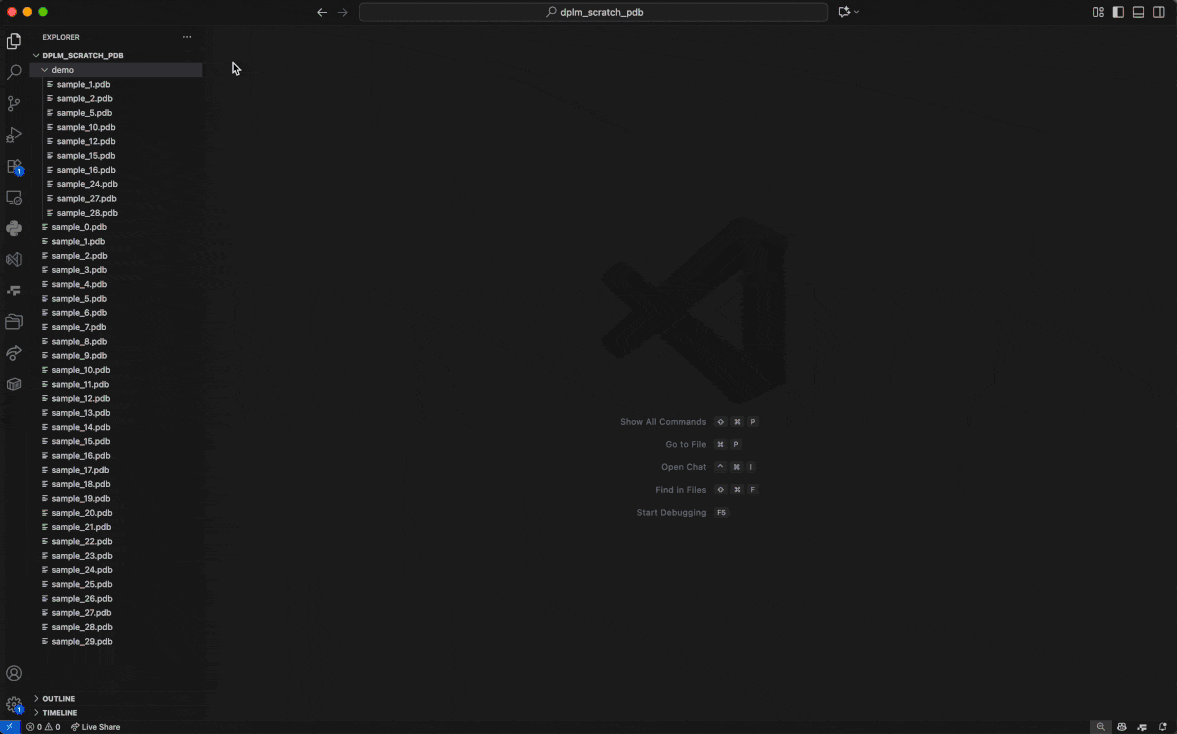 dplm_scratch_pdb
EXPLORER
DPLM_SCRATCH_PDB
demo
sample_1.pdb
sample_2.pdb
sample_5.pdb
sample_10.pdb
sample_12.pdb
sample_15.pdb
sample_16.pdb
sample_24.pdb
sample_27.pdb
sample_28.pdb
sample_0.pdb
sample_1.pdb
sample_2.pdb
sample_3.pdb
sample_4.pdb
sample_5.pdb
sample_6.pdb
sample_7.pdb
sample_8.pdb
sample_9.pdb
sample_10.pdb
sample_11.pdb
sample_12.pdb
sample_13.pdb
sample_14.pdb
sample_15.pdb
sample_16.pdb
sample_17.pdb
sample_18.pdb
sample_19.pdb
sample_20.pdb
sample_21.pdb
sample_22.pdb
sample_23.pdb
sample_24.pdb
sample_25.pdb
sample_26.pdb
sample_27.pdb
sample_28.pdb
sample_29.pdb
OUTLINE
TIMELINE
1
1
Show All Commands ⇧ ⌘ P
Go to File ⌘ P
Open Chat ^ ⌘ I
Find in Files ⇧ ⌘ F
Start Debugging F5
0 0 Live Share